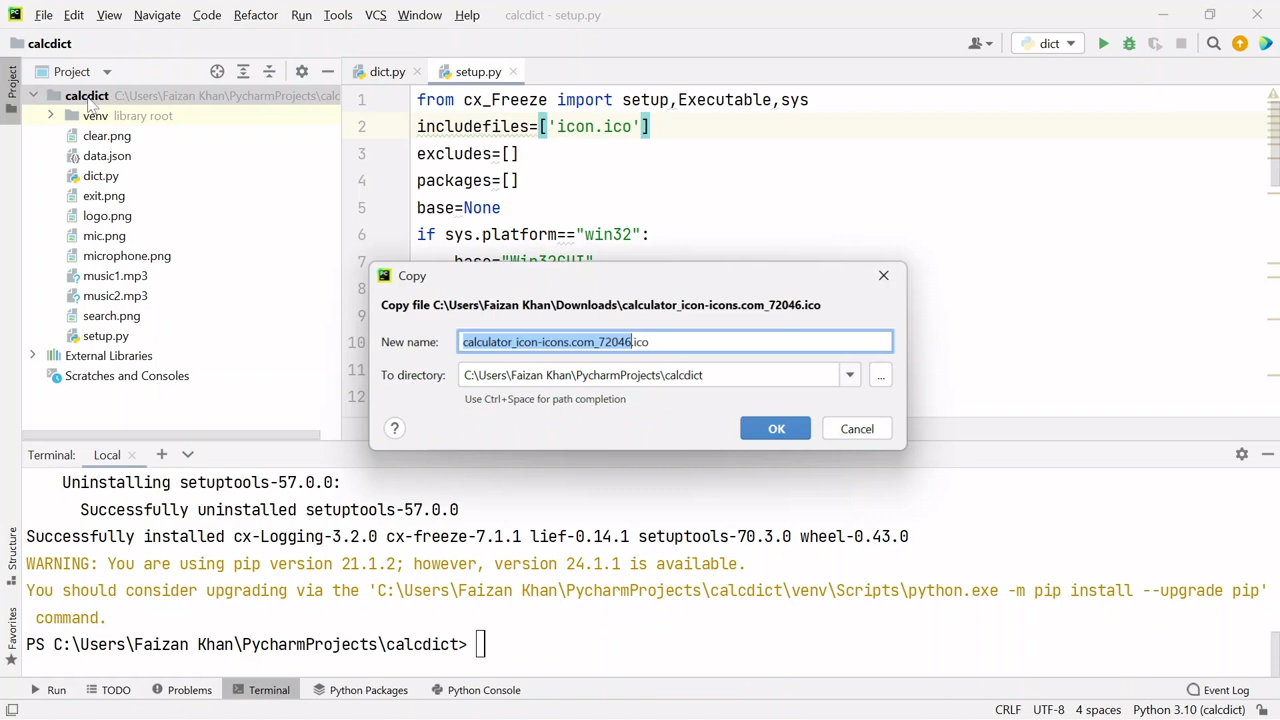 File Edit View Navigate Code Refactor Run Tools VCS Window Help calcdict - setup.py
calcdict
dict
Project
Project
dict.py
setup.py
calcdict C:\Users\Faizan Khan\PycharmProjects\calc
venv library root
clear.png
data.json
dict.py
exit.png
logo.png
mic.png
microphone.png
music1.mp3
music2.mp3
search.png
setup.py
External Libraries
Scratches and Consoles
1 from cx_Freeze import setup,Executable,sys
2 includefiles=['icon.ico']
3 excludes=[]
4 packages=[]
5 base=None
6 if sys.platform=="win32":
7 base="Win32GUI"
8
9
10
11
12
Copy
Copy file C:\Users\Faizan Khan\Downloads\calculator_icon-icons.com_72046.ico
New name: calculator_icon-icons.com_72046.ico
To directory: C:\Users\Faizan Khan\PycharmProjects\calcdict
...
Use Ctrl+Space for path completion
?
OK
Cancel
Terminal: Local
Uninstalling setuptools-57.0.0:
Successfully uninstalled setuptools-57.0.0
Successfully installed cx-Logging-3.2.0 cx-freeze-7.1.1 lief-0.14.1 setuptools-70.3.0 wheel-0.43.0
WARNING: You are using pip version 21.1.2; however, version 24.1.1 is available.
You should consider upgrading via the 'C:\Users\Faizan Khan\PycharmProjects\calcdict\venv\Scripts\python.exe -m pip install --upgrade pip'
command.
PS C:\Users\Faizan Khan\PycharmProjects\calcdict>
Structure
Favorites
Run TODO Problems Terminal Python Packages Python Console Event Log
CRLF UTF-8 4 spaces Python 3.10 (calcdict)